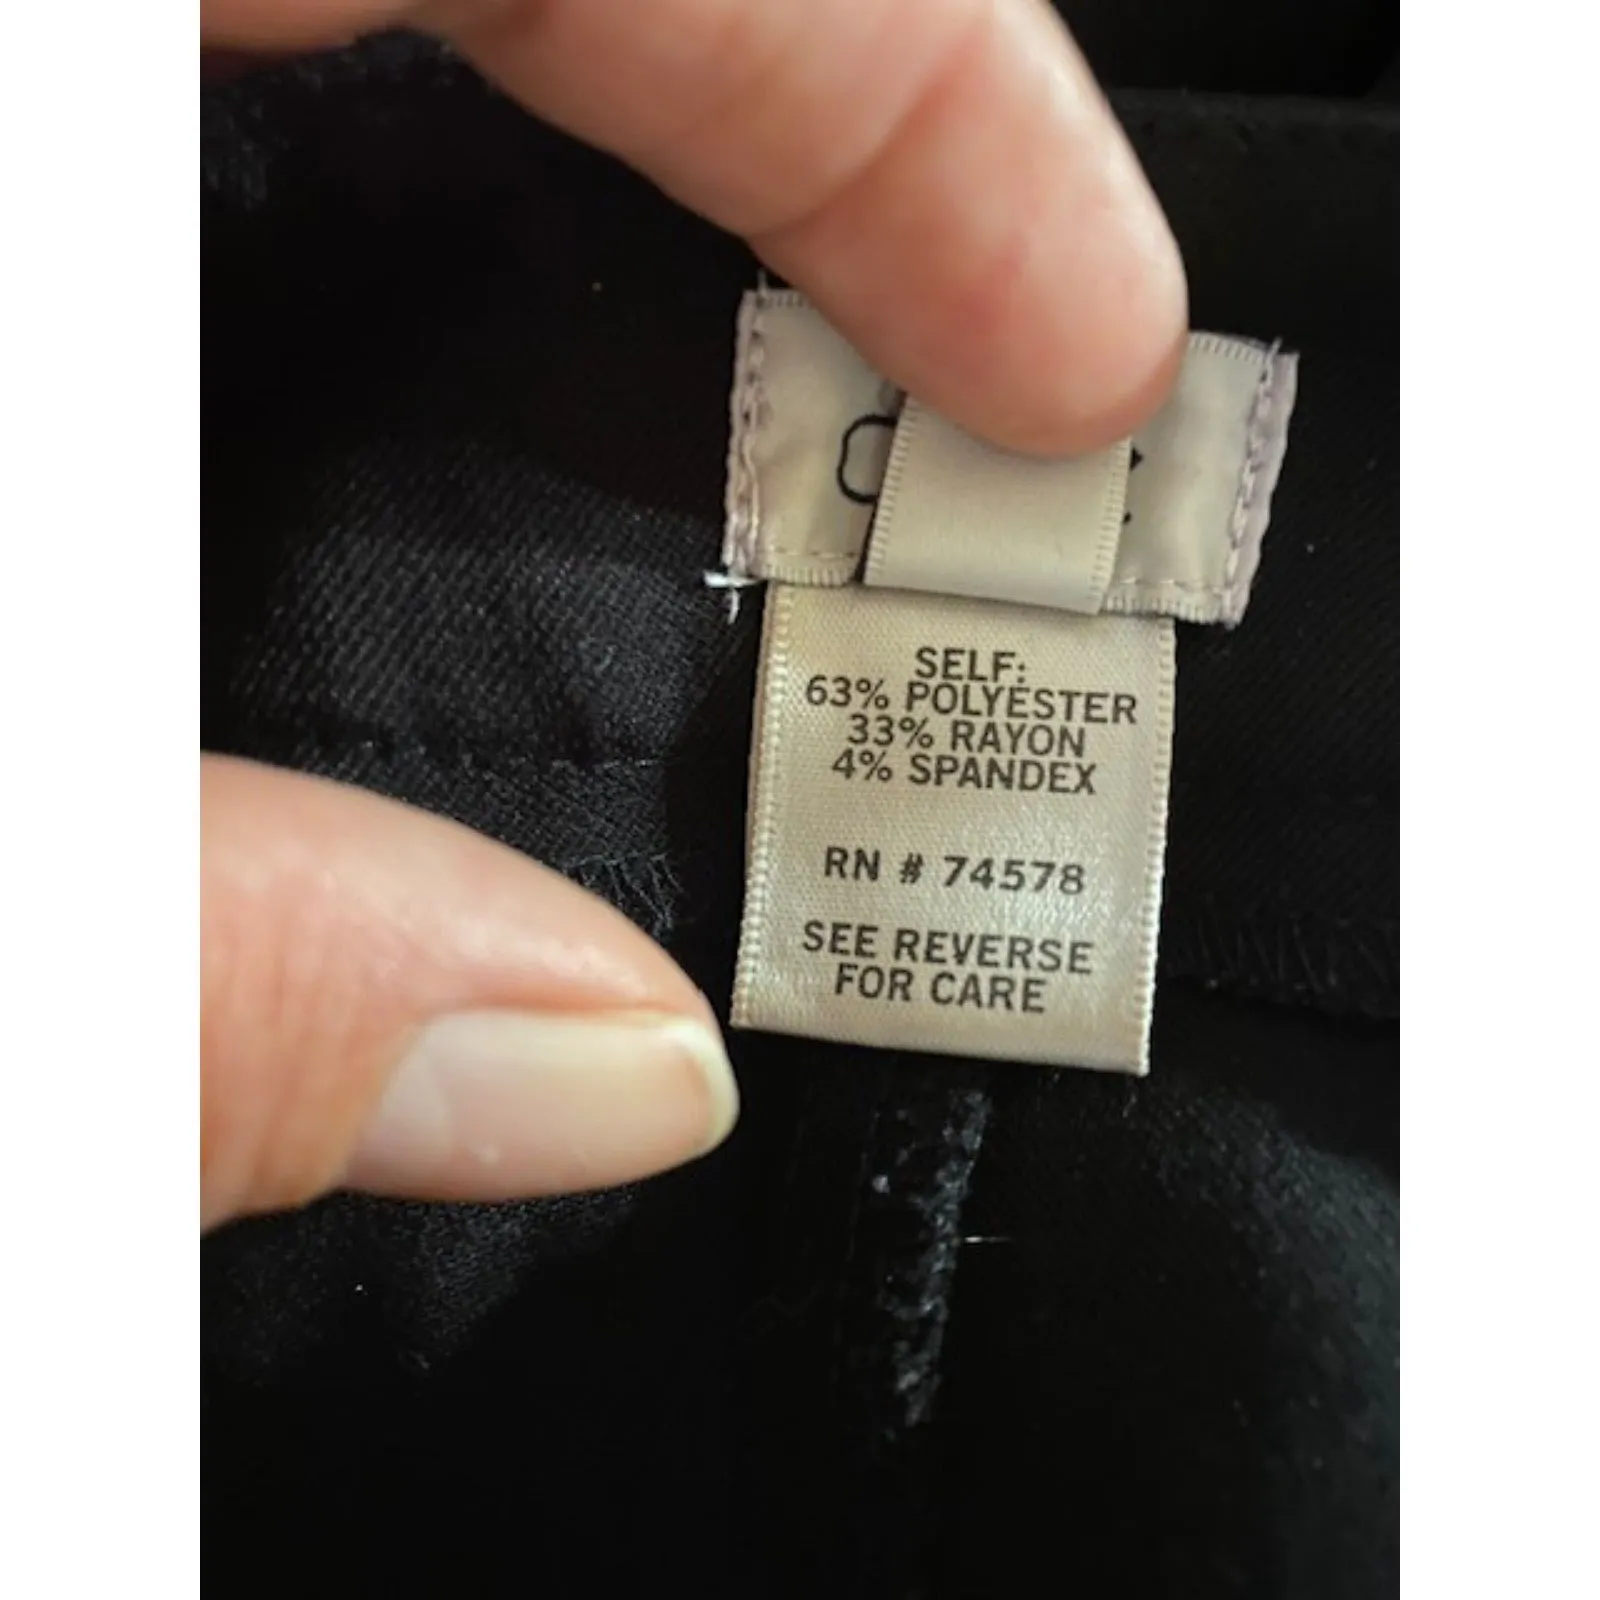 SELF:
63% POLYESTER
33% RAYON
4% SPANDEX
RN # 74578
SEE REVERSE
FOR CARE